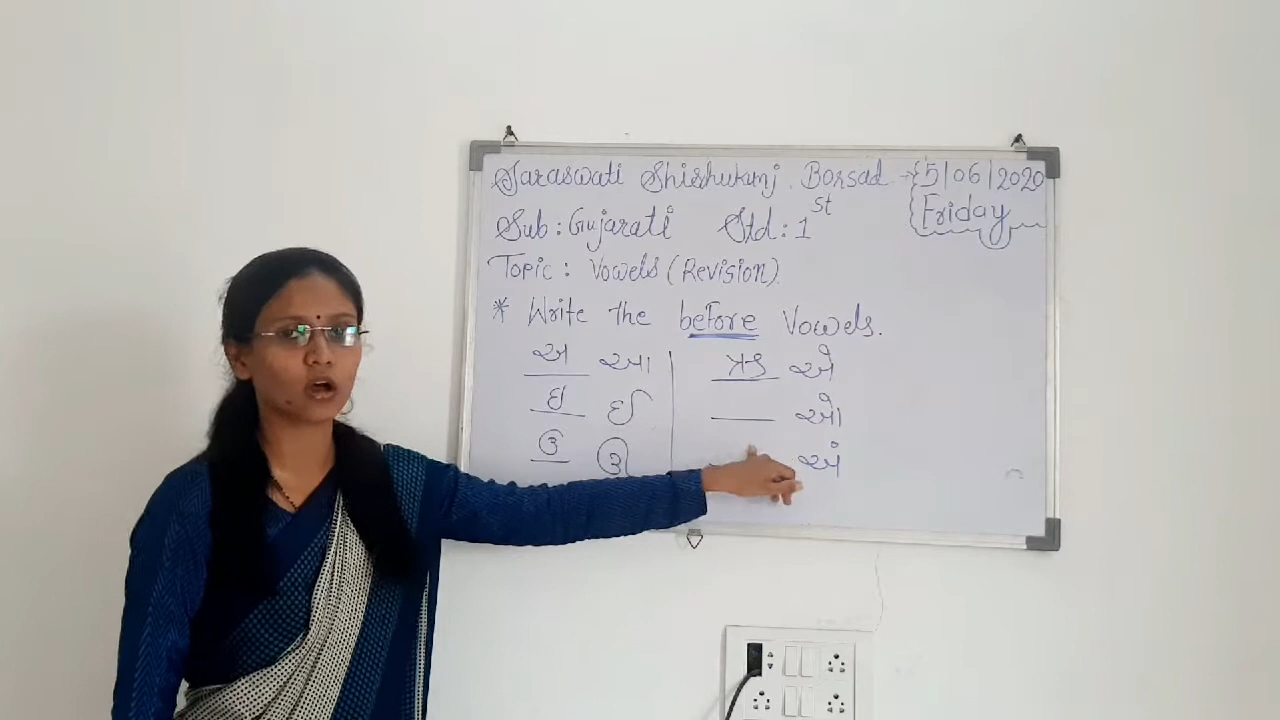 Saraswati Shishukunj, Borsad → 5/06/2020
Sub : Gujarati Std : 1st Friday
Topic : Vowels (Revision).
* Write the before Vowels.
અ આ ઋ એ
ઇ ઈ ___ ઓ
ઉ ઊ અં